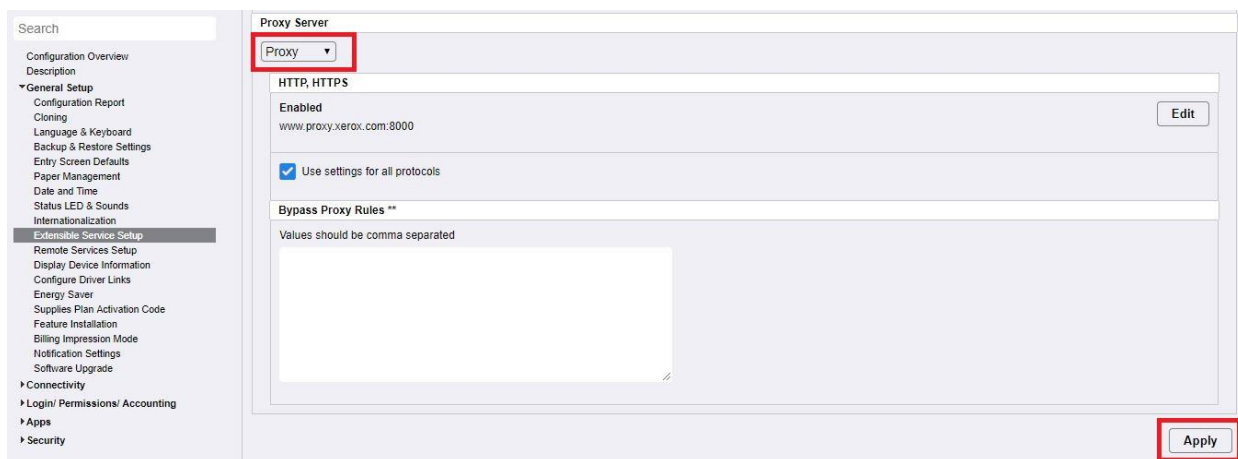 Search
Configuration Overview
Description
General Setup
Configuration Report
Cloning
Language & Keyboard
Backup & Restore Settings
Entry Screen Defaults
Paper Management
Date and Time
Status LED & Sounds
Internationalization
Extensible Service Setup
Remote Services Setup
Display Device Information
Configure Driver Links
Energy Saver
Supplies Plan Activation Code
Feature Installation
Billing Impression Mode
Notification Settings
Software Upgrade
Connectivity
Login/ Permissions/ Accounting
Apps
Security
Proxy Server
Proxy
HTTP, HTTPS
Enabled
www.proxy.xerox.com:8000
Edit
Use settings for all protocols
Bypass Proxy Rules **
Values should be comma separated
Apply